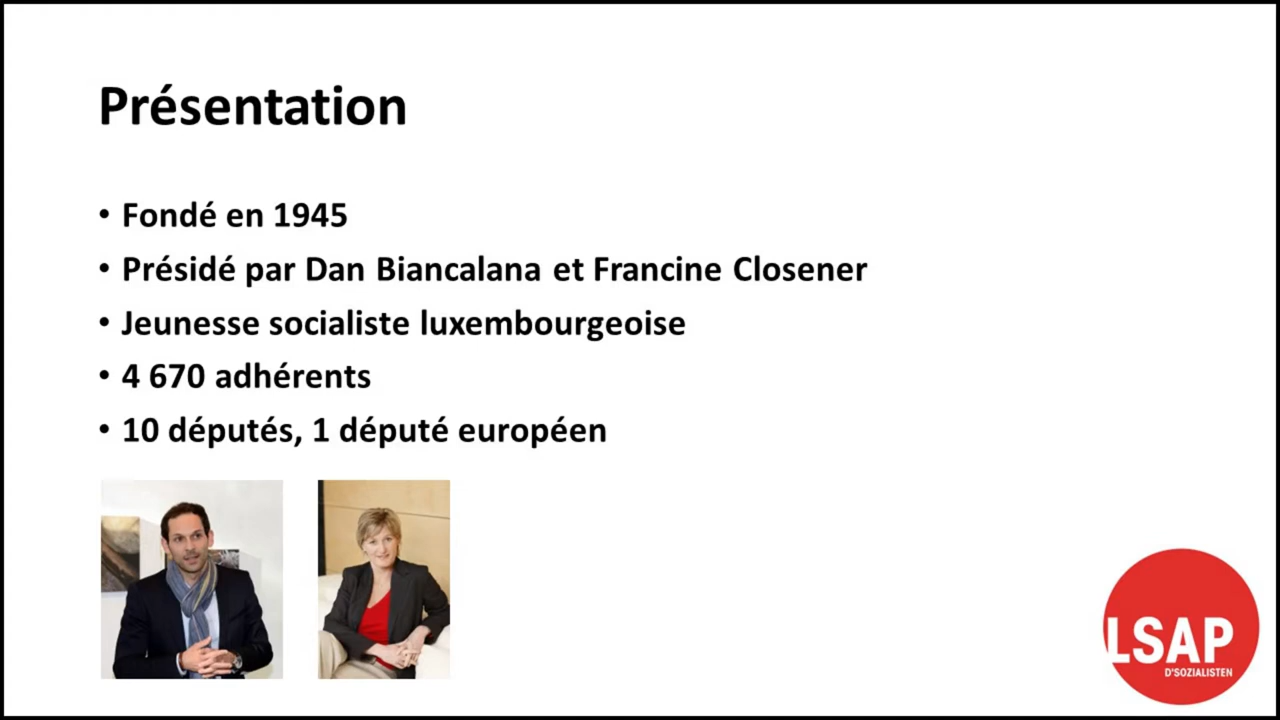 Présentation
• Fondé en 1945
• Présidé par Dan Biancalana et Francine Closener
• Jeunesse socialiste luxembourgeoise
• 4 670 adhérents
• 10 députés, 1 député européen
LSAP
D'SOZIALISTEN